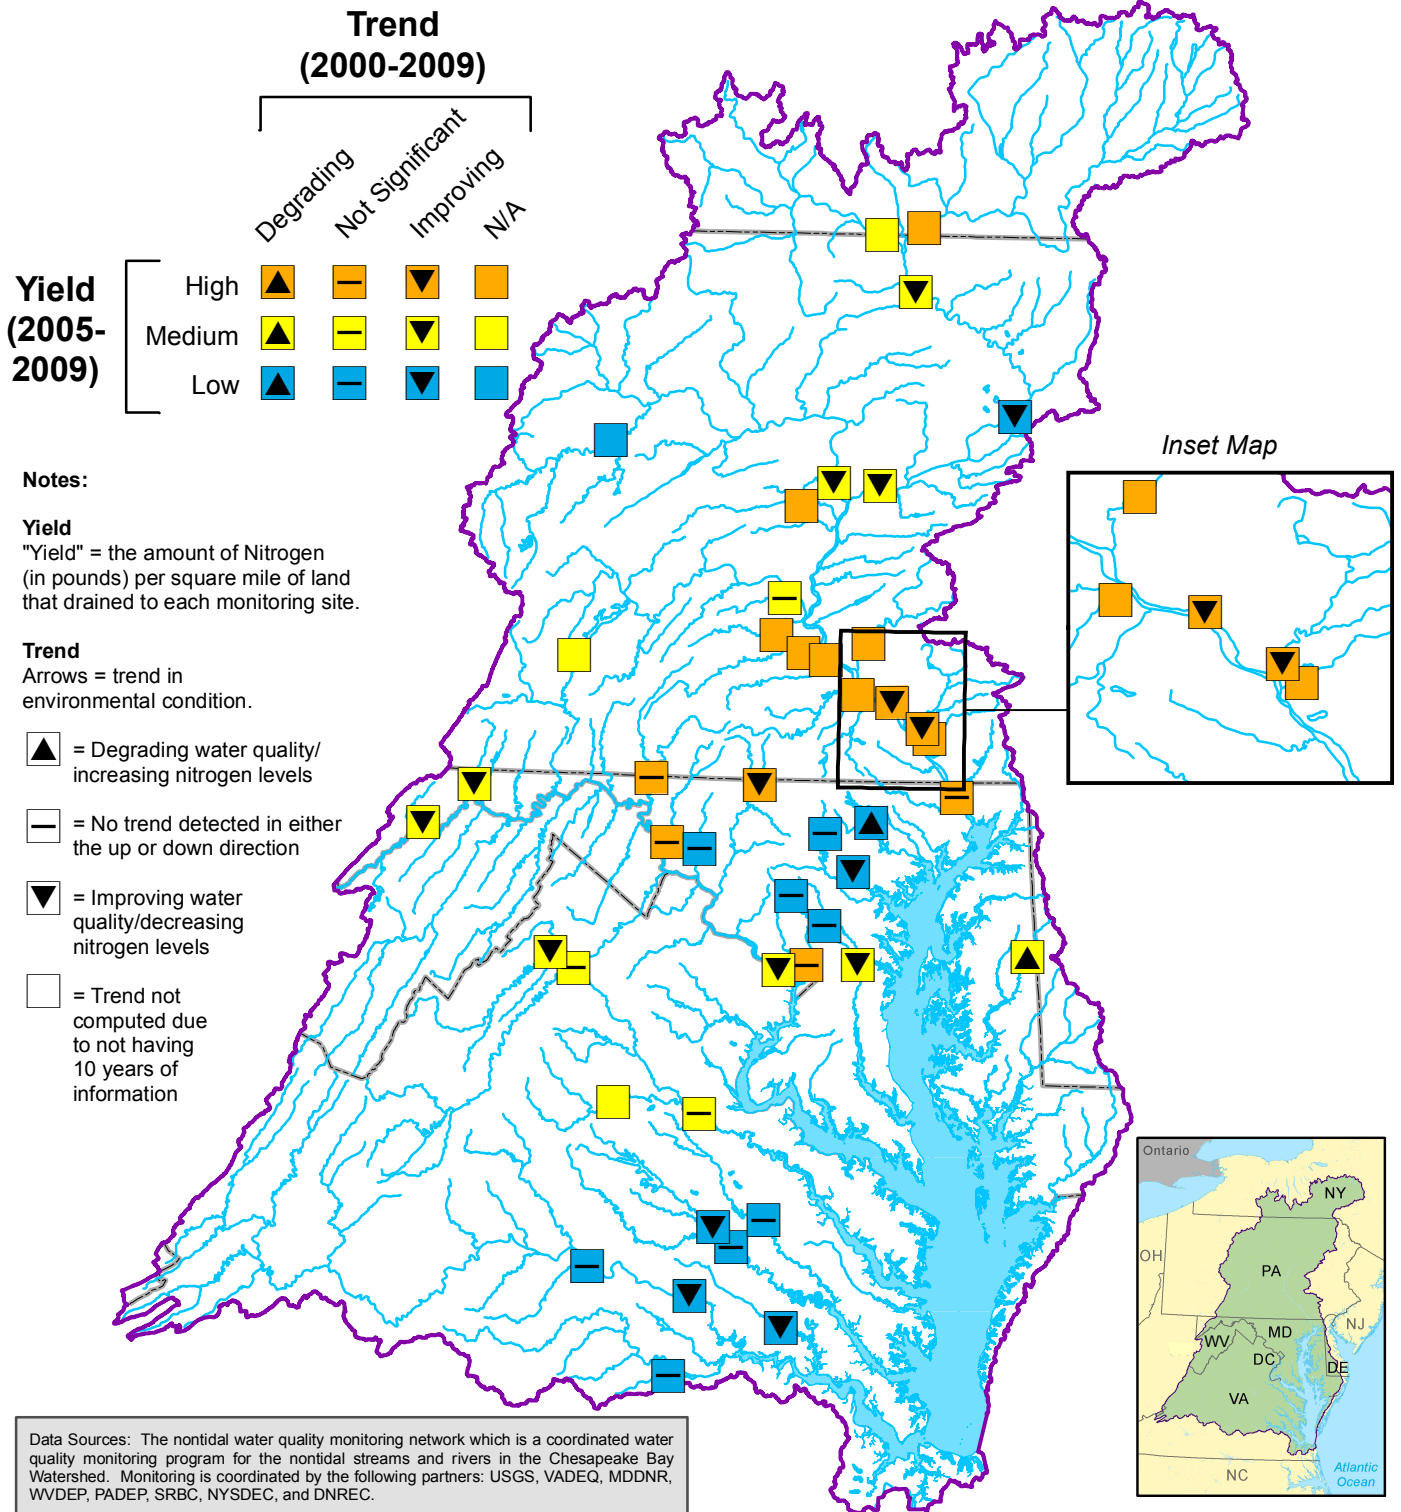 Trend
(2000-2009)
Degrading
Not Significant
Improving
N/A
Yield
(2005-
2009)
High
Medium
Low
Notes:
Yield
"Yield" = the amount of Nitrogen
(in pounds) per square mile of land
that drained to each monitoring site.
Trend
Arrows = trend in
environmental condition.
= Degrading water quality/
increasing nitrogen levels
= No trend detected in either
the up or down direction
= Improving water
quality/decreasing
nitrogen levels
= Trend not
computed due
to not having
10 years of
information
Inset Map
Ontario
NY
OH
PA
NJ
WV
MD
DC
DE
VA
NC
Atlantic
Ocean
Data Sources: The nontidal water quality monitoring network which is a coordinated water
quality monitoring program for the nontidal streams and rivers in the Chesapeake Bay
Watershed. Monitoring is coordinated by the following partners: USGS, VADEQ, MDDNR,
WVDEP, PADEP, SRBC, NYSDEC, and DNREC.